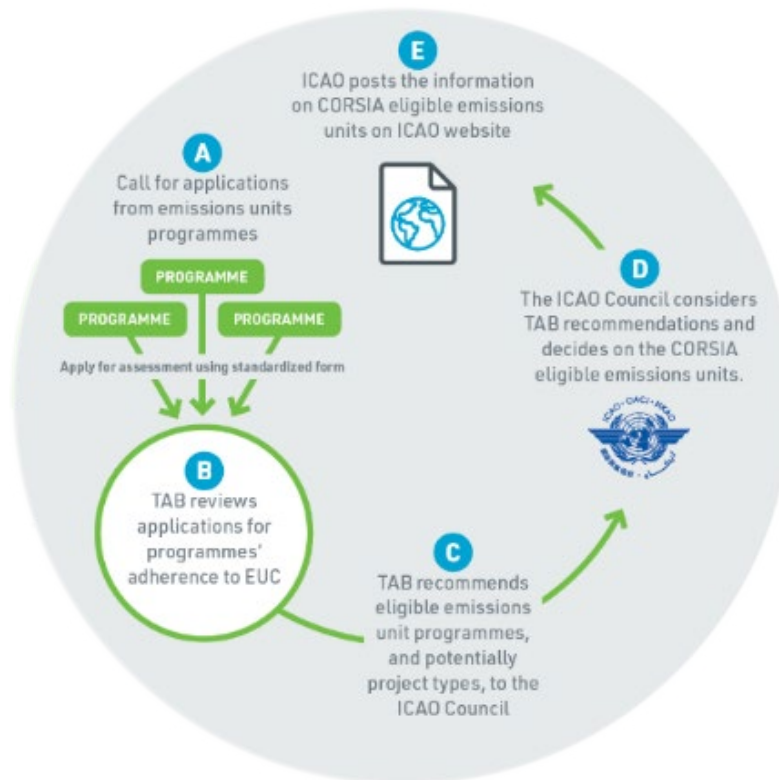 A
Call for applications
from emissions units
programmes
PROGRAMME
PROGRAMME
PROGRAMME
Apply for assessment using standardized form
B
TAB reviews
applications for
programmes'
adherence to EUC
C
TAB recommends
eligible emissions
unit programmes,
and potentially
project types, to the
ICAO Council
D
The ICAO Council considers
TAB recommendations and
decides on the CORSIA
eligible emissions units.
ICAO · OACI · ИКАО
E
ICAO posts the information
on CORSIA eligible emissions
units on ICAO website